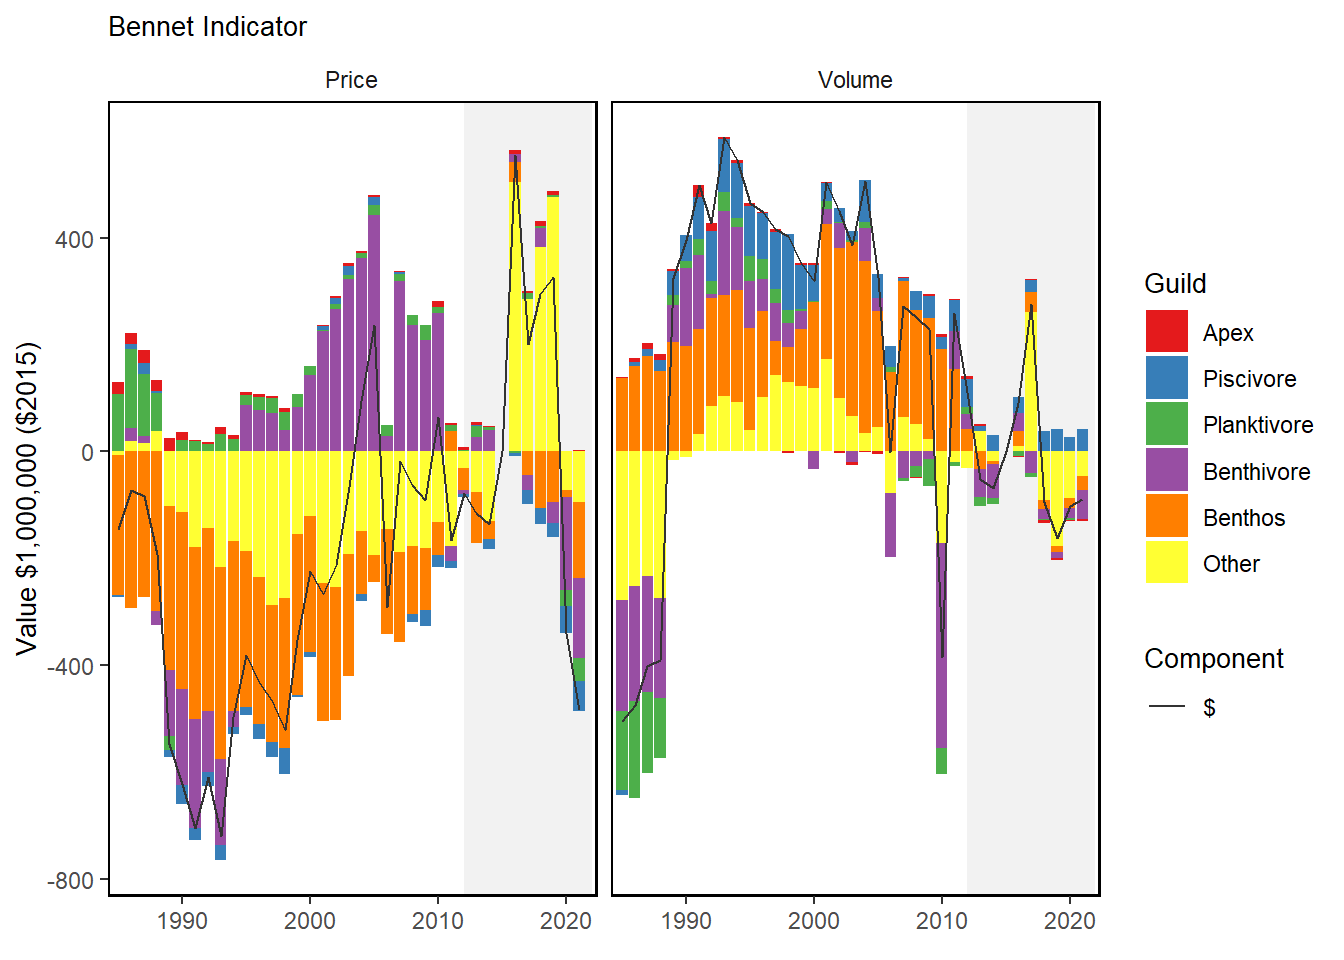 Bennet Indicator
Price
Volume
Value $1,000,000 ($2015)
400
0
-400
-800
1990
2000
2010
2020
1990
2000
2010
2020
Guild
Apex
Piscivore
Planktivore
Benthivore
Benthos
Other
Component
$